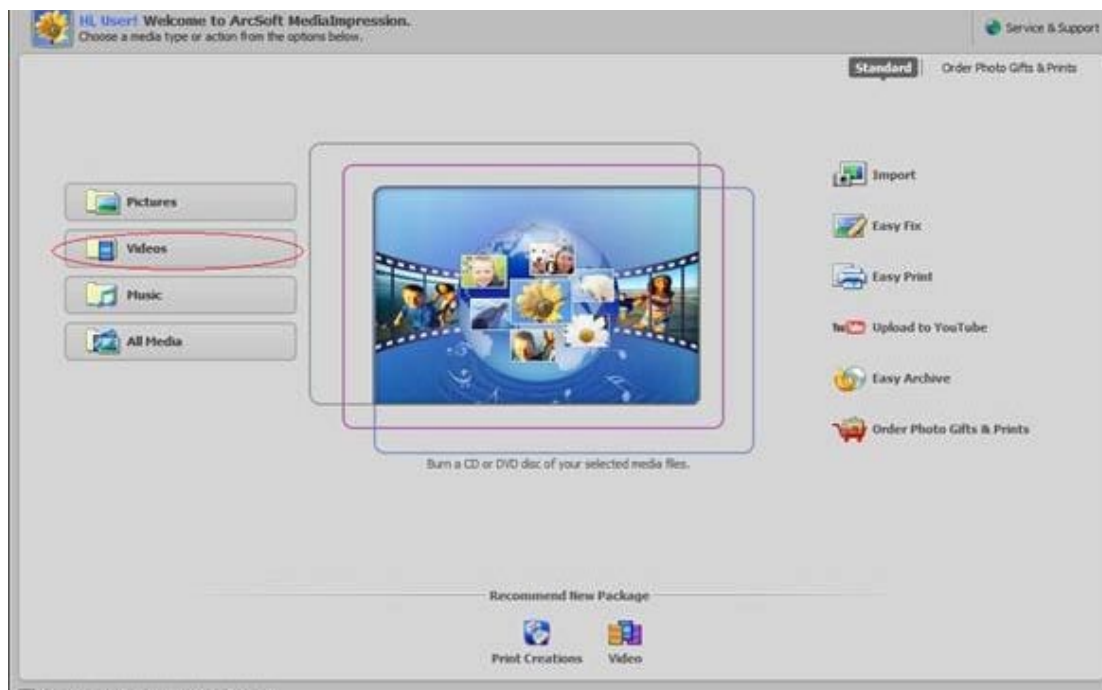 Hi, User! Welcome to ArcSoft MediaImpression.
Choose a media type or action from the options below.
Service & Support
Standard
Order Photo Gifts & Prints
Pictures
Videos
Music
All Media
Import
Easy Fix
Easy Print
Upload to YouTube
Easy Archive
Order Photo Gifts & Prints
Burn a CD or DVD disc of your selected media files.
Recommend New Package
Print Creations
Video